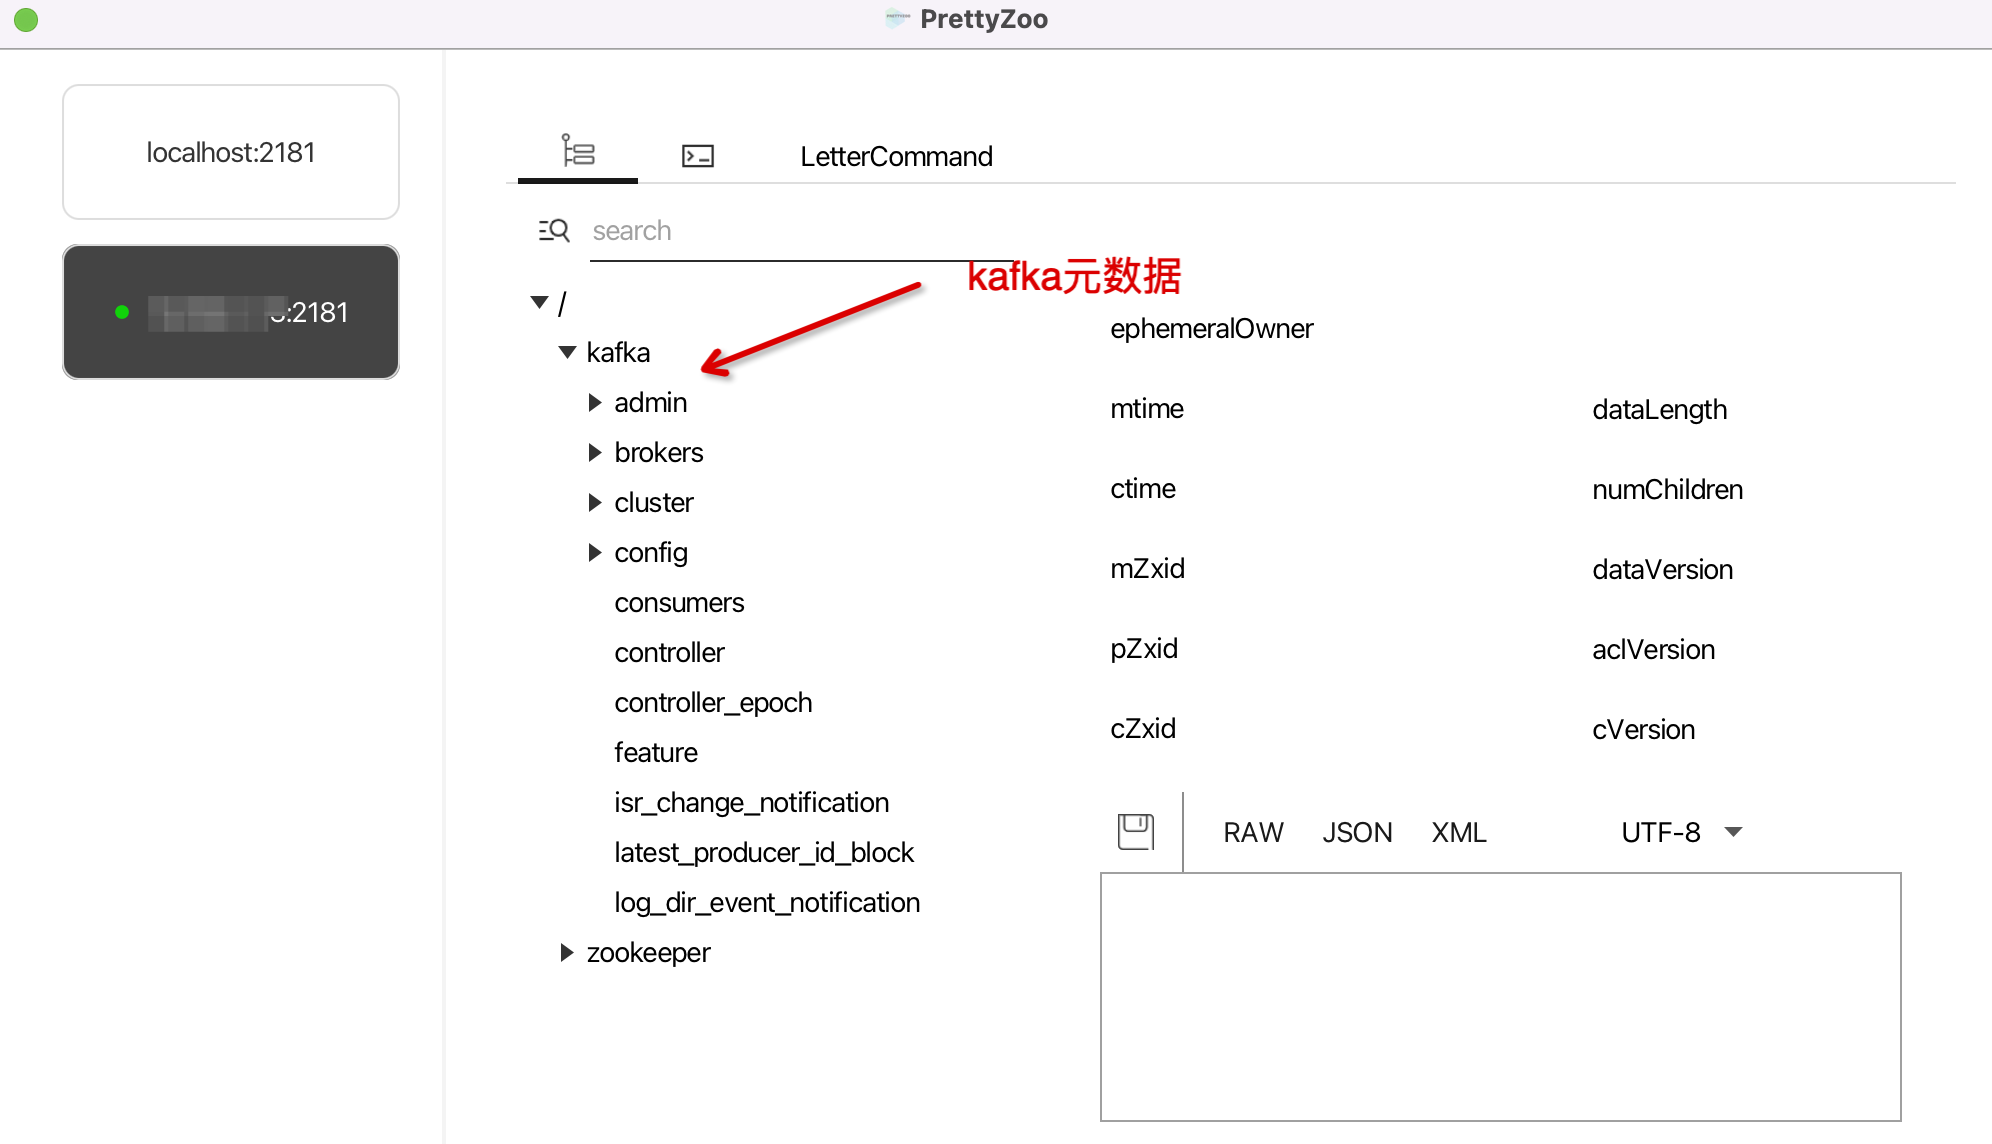 PrettyZoo
localhost:2181
:2181
LetterCommand
search
kafka元数据
/
kafka
admin
brokers
cluster
config
consumers
controller
controller_epoch
feature
isr_change_notification
latest_producer_id_block
log_dir_event_notification
zookeeper
ephemeralOwner
mtime
dataLength
ctime
numChildren
mZxid
dataVersion
pZxid
aclVersion
cZxid
cVersion
RAW JSON XML UTF-8